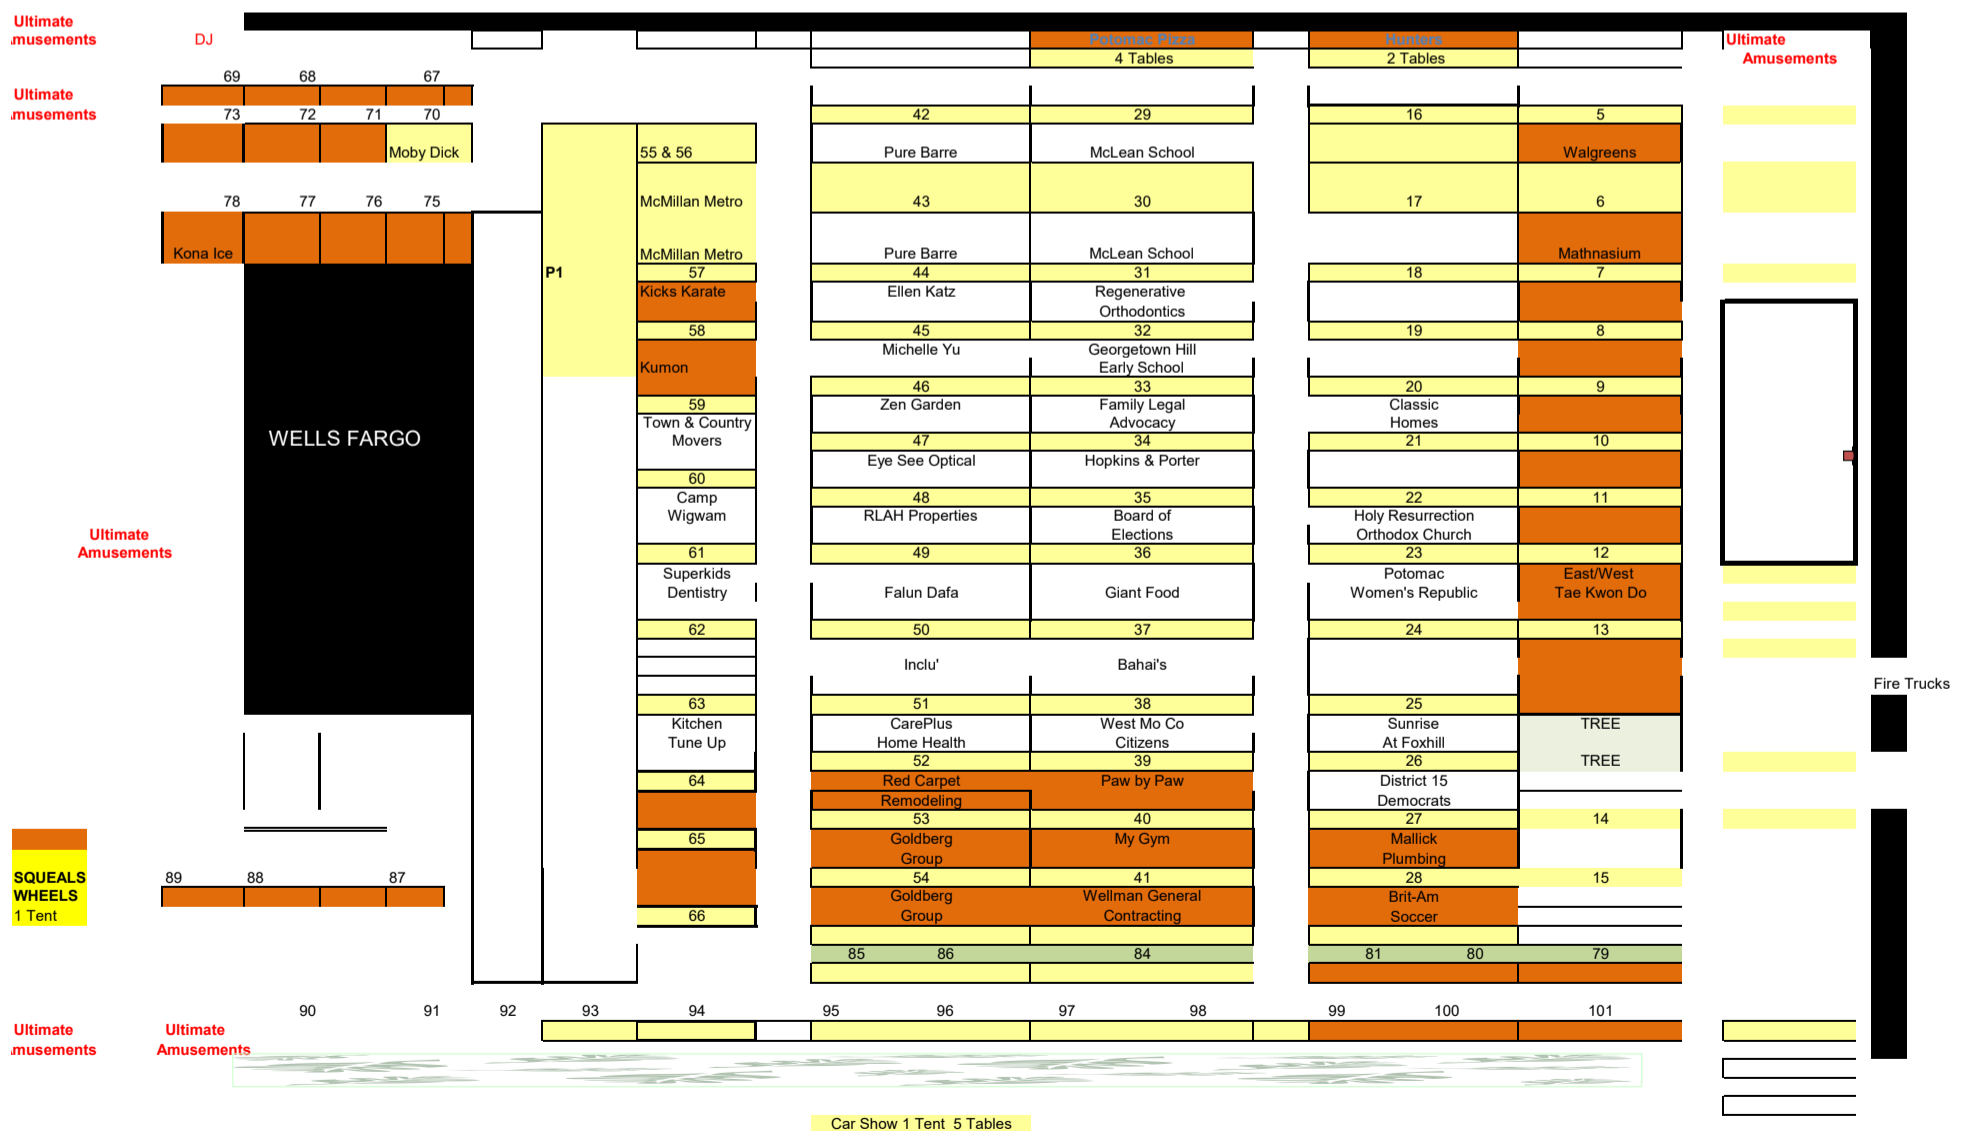 Ultimate
musements
DJ
Potomac Pizza
Hunters
Ultimate
Amusements
4 Tables
2 Tables
69 68 67
Ultimate
musements
73 72 71 70
42 29 16 5
Moby Dick
55 & 56
Pure Barre
McLean School
Walgreens
78 77 76 75
McMillan Metro
43 30 17 6
Kona Ice
McMillan Metro
Pure Barre
McLean School
Mathnasium
P1
57 44 31 18 7
Kicks Karate
Ellen Katz
Regenerative
Orthodontics
58 45 32 19 8
Michelle Yu
Georgetown Hill
Early School
Kumon
46 33 20 9
59
Zen Garden
Family Legal
Advocacy
Classic
Homes
Town & Country
Movers
WELLS FARGO
47 34 21 10
Eye See Optical
Hopkins & Porter
60
48 35 22 11
Camp
Wigwam
RLAH Properties
Board of
Elections
Holy Resurrection
Orthodox Church
Ultimate
Amusements
61 49 36 23 12
Superkids
Dentistry
Falun Dafa
Giant Food
Potomac
Women's Republic
East/West
Tae Kwon Do
62 50 37 24 13
Inclu'
Bahai's
Fire Trucks
63 51 38 25
Kitchen
Tune Up
CarePlus
Home Health
West Mo Co
Citizens
Sunrise
At Foxhill
TREE
TREE
52 39 26
64
Red Carpet
Remodeling
Paw by Paw
District 15
Democrats
53 40 27 14
65
Goldberg
Group
My Gym
Mallick
Plumbing
SQUEALS
WHEELS
1 Tent
89 88 87
54 41 28 15
66
Goldberg
Group
Wellman General
Contracting
Brit-Am
Soccer
85 86 84 81 80 79
90 91 92 93 94 95 96 97 98 99 100 101
Ultimate
musements
Ultimate
Amusements
Car Show 1 Tent 5 Tables